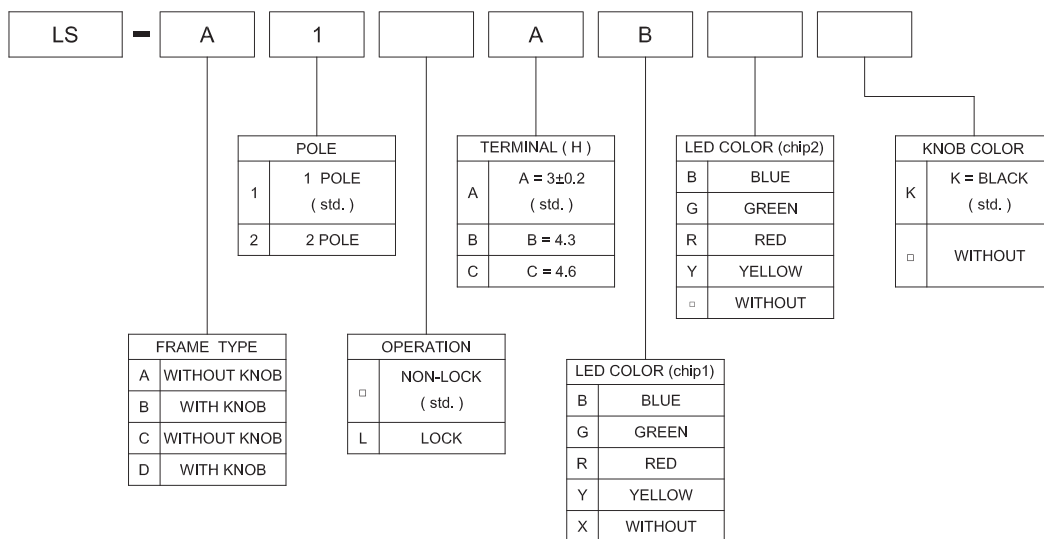 LS - A 1 A B
POLE
1 1 POLE
( std. )
2 2 POLE
TERMINAL ( H )
A A = 3±0.2
( std. )
B B = 4.3
C C = 4.6
LED COLOR (chip2)
B BLUE
G GREEN
R RED
Y YELLOW
□ WITHOUT
KNOB COLOR
K K = BLACK
( std. )
□ WITHOUT
FRAME TYPE
A WITHOUT KNOB
B WITH KNOB
C WITHOUT KNOB
D WITH KNOB
OPERATION
□ NON-LOCK
( std. )
L LOCK
LED COLOR (chip1)
B BLUE
G GREEN
R RED
Y YELLOW
X WITHOUT